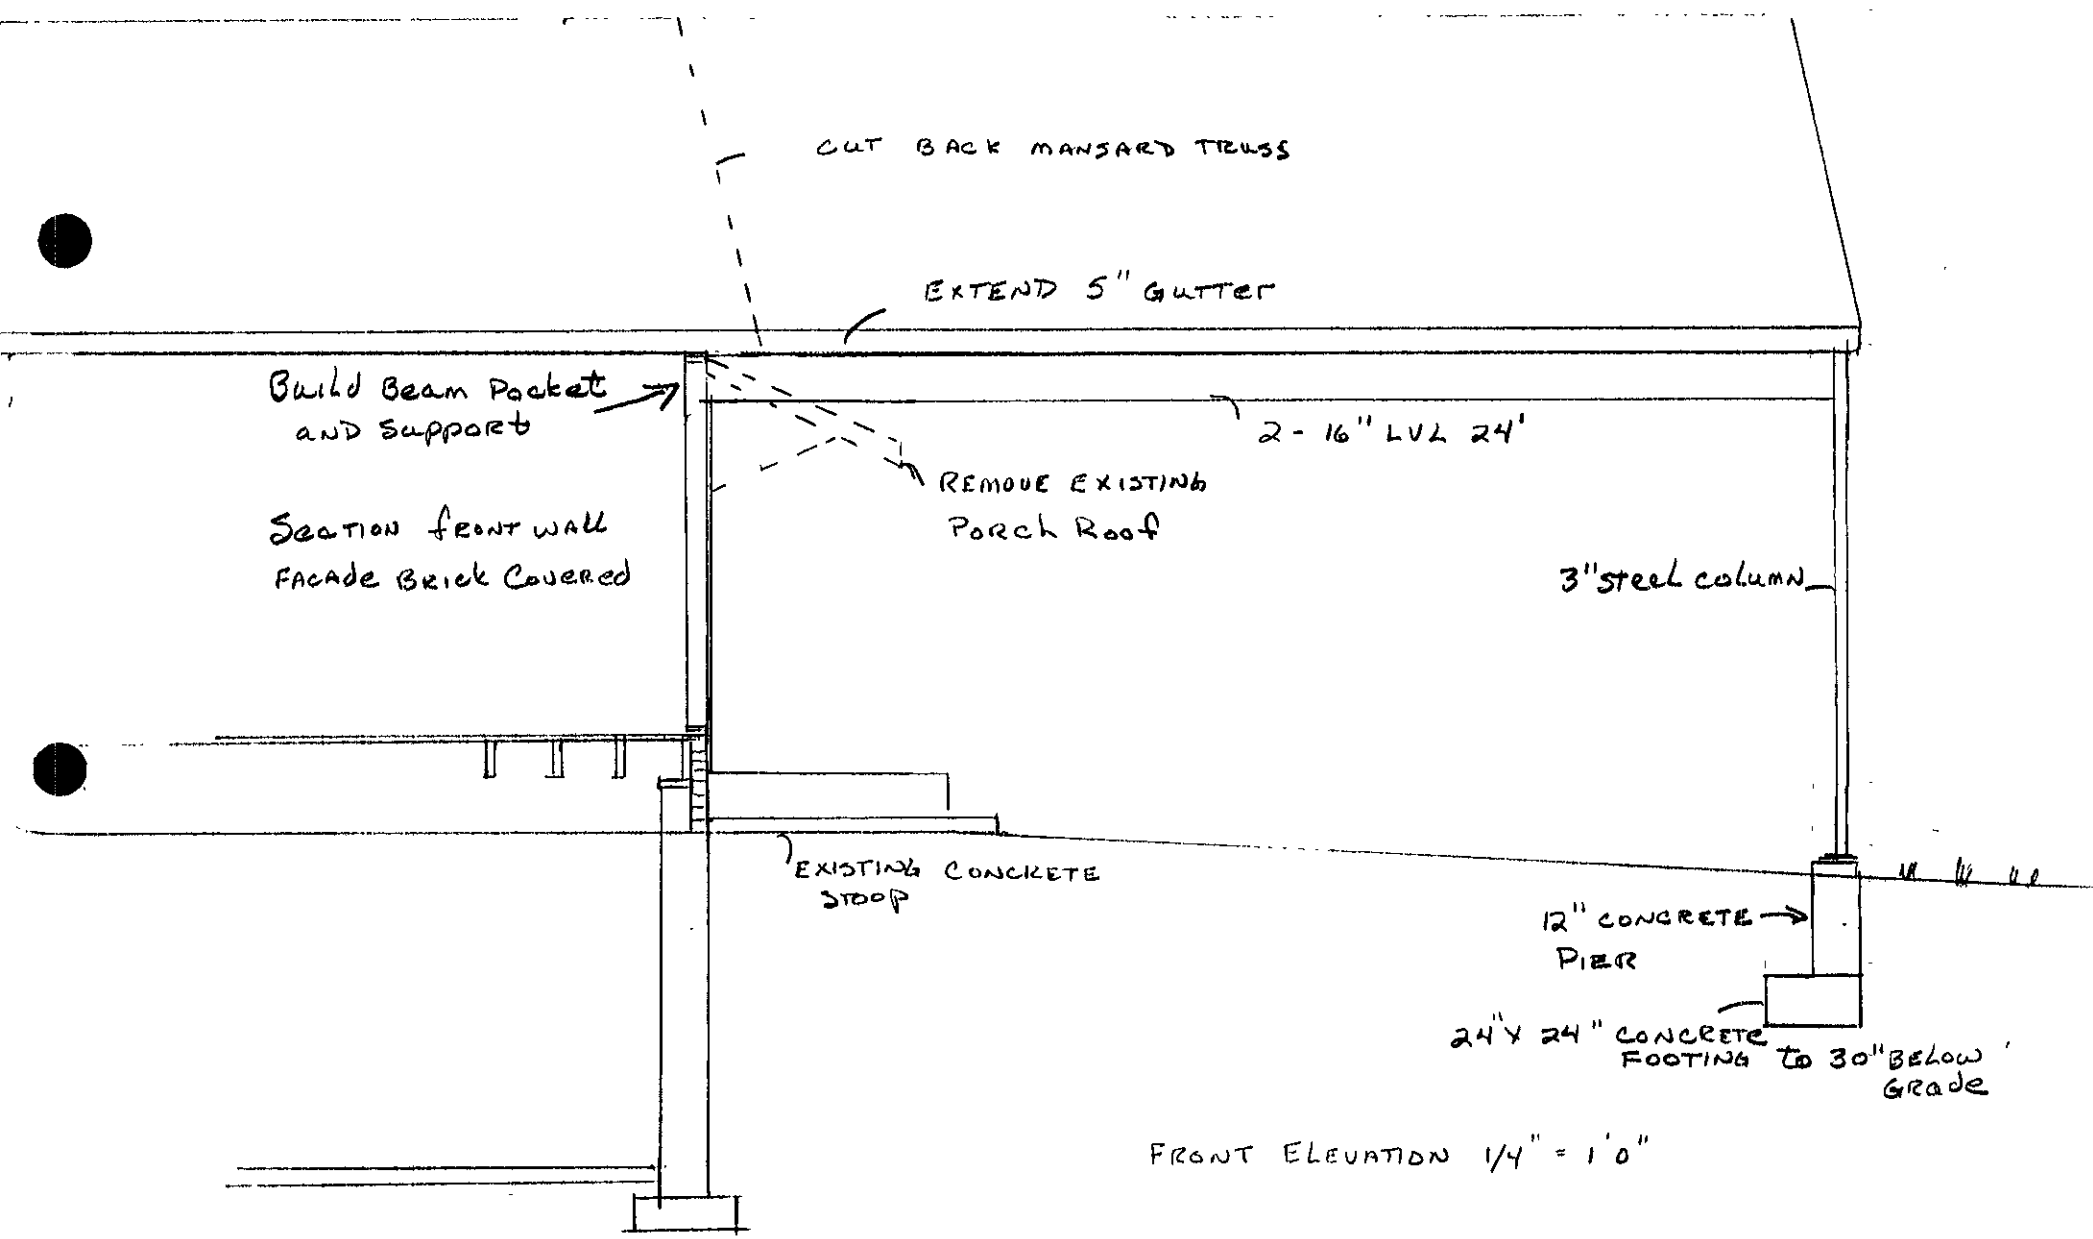 CUT BACK MANSARD TRUSS
EXTEND 5" GUTTER
Build Beam Pocket
AND Support
2 - 16" LVL 24'
REMOVE EXISTING
PORCH ROOF
SECTION FRONT WALL
FACADE BRICK COVERED
3" STEEL COLUMN
EXISTING CONCRETE
STOOP
12" CONCRETE
PIER
24" X 24" CONCRETE
FOOTING TO 30" BELOW
GRADE
FRONT ELEVATION 1/4" = 1'0"